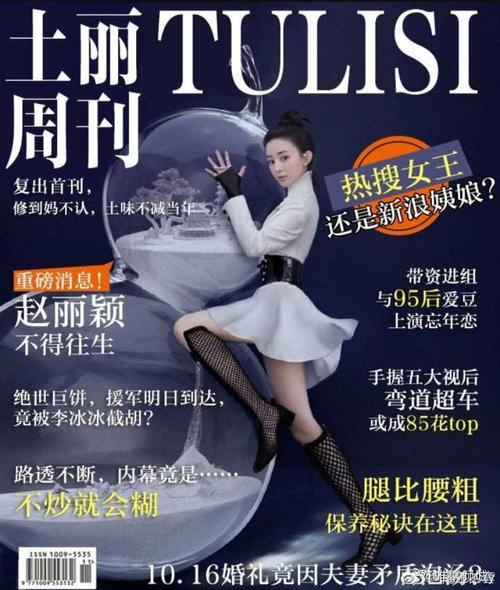 土丽 TULISI
周刊
复出首刊,
修到妈不认,土味不减当年
热搜女王
还是新浪姨娘?
重磅消息!
赵丽颖
不得往生
带资进组
与95后爱豆
上演忘年恋
绝世巨饼,援军明日到达,
竟被李冰冰截胡?
手握五大视后
弯道超车
或成85花top
路透不断,内幕竟是……
不炒就会糊
腿比腰粗
保养秘诀在这里
ISSN 1009-5535
11
9 771009 553132
10.16婚礼竟因夫妻矛盾泡汤?